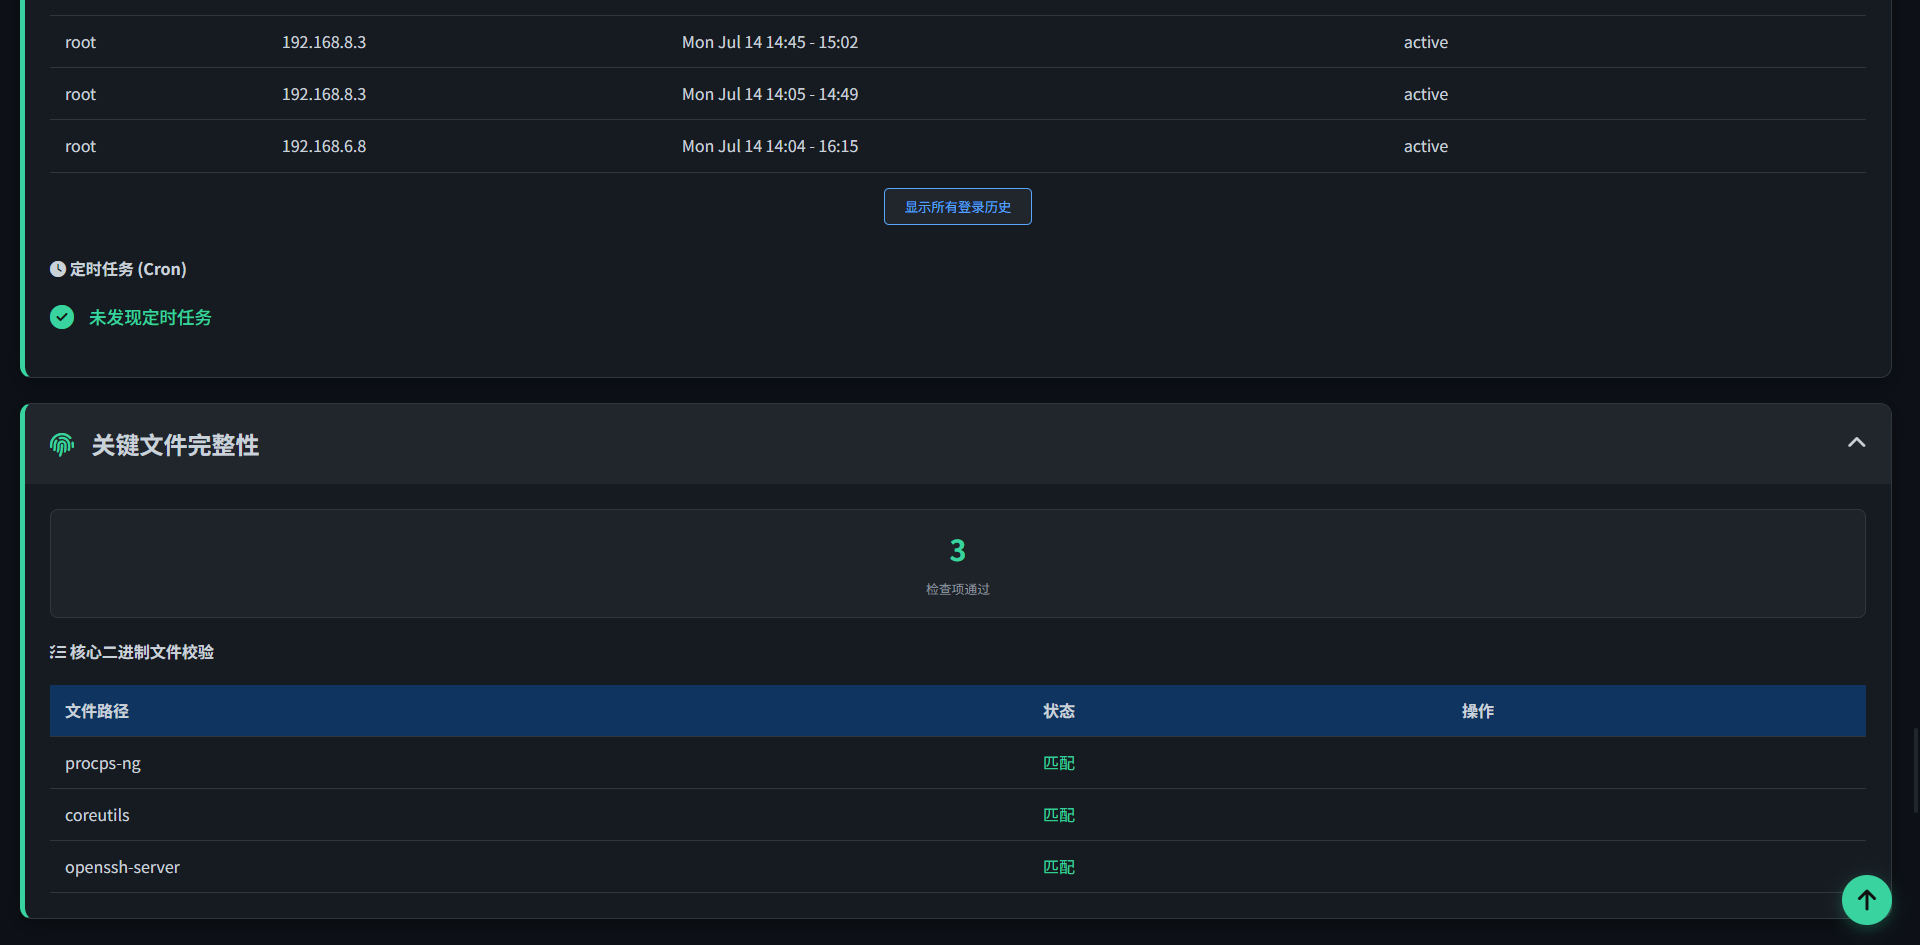 root 192.168.8.3 Mon Jul 14 14:45 - 15:02 active
root 192.168.8.3 Mon Jul 14 14:05 - 14:49 active
root 192.168.6.8 Mon Jul 14 14:04 - 16:15 active
显示所有登录历史
定时任务 (Cron)
未发现定时任务
关键文件完整性
3
检查项通过
核心二进制文件校验
文件路径 状态 操作
procps-ng 匹配
coreutils 匹配
openssh-server 匹配